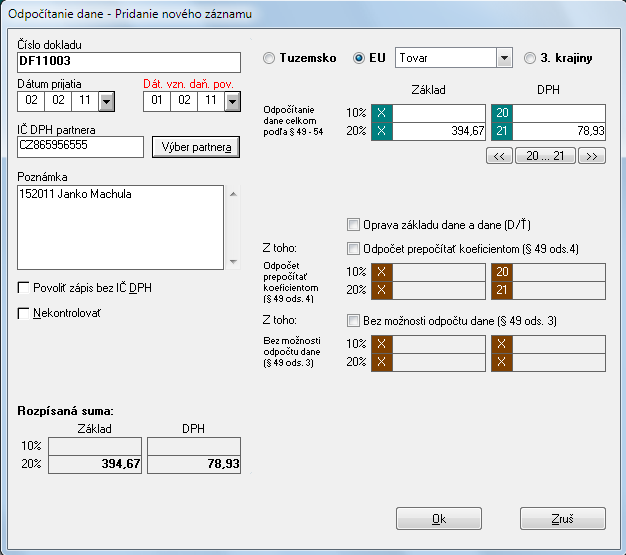 Odpočítanie dane - Pridanie nového záznamu
Číslo dokladu
DF11003
Dátum prijatia
Dát. vzn. daň. pov.
02 02 11
01 02 11
IČ DPH partnera
CZ865956555
Výber partnera
Poznámka
152011 Janko Machula
Povoliť zápis bez IČ DPH
Nekontrolovať
Rozpísaná suma:
Základ DPH
10%
20% 394,67 78,93
Tuzemsko EU Tovar 3. krajiny
Základ DPH
Odpočítanie
dane celkom
podľa § 49 - 54
10% X 20
20% X 394,67 21 78,93
<< 20 ... 21 >>
Oprava základu dane a dane (D/Ť)
Z toho: Odpočet prepočítať koeficientom (§ 49 ods.4)
Odpočet
prepočítať
koeficientom
(§ 49 ods. 4)
10% X 20
20% X 21
Z toho: Bez možnosti odpočtu dane (§ 49 ods. 3)
Bez možnosti
odpočtu dane
(§ 49 ods. 3)
10% X X
20% X X
Ok Zruš